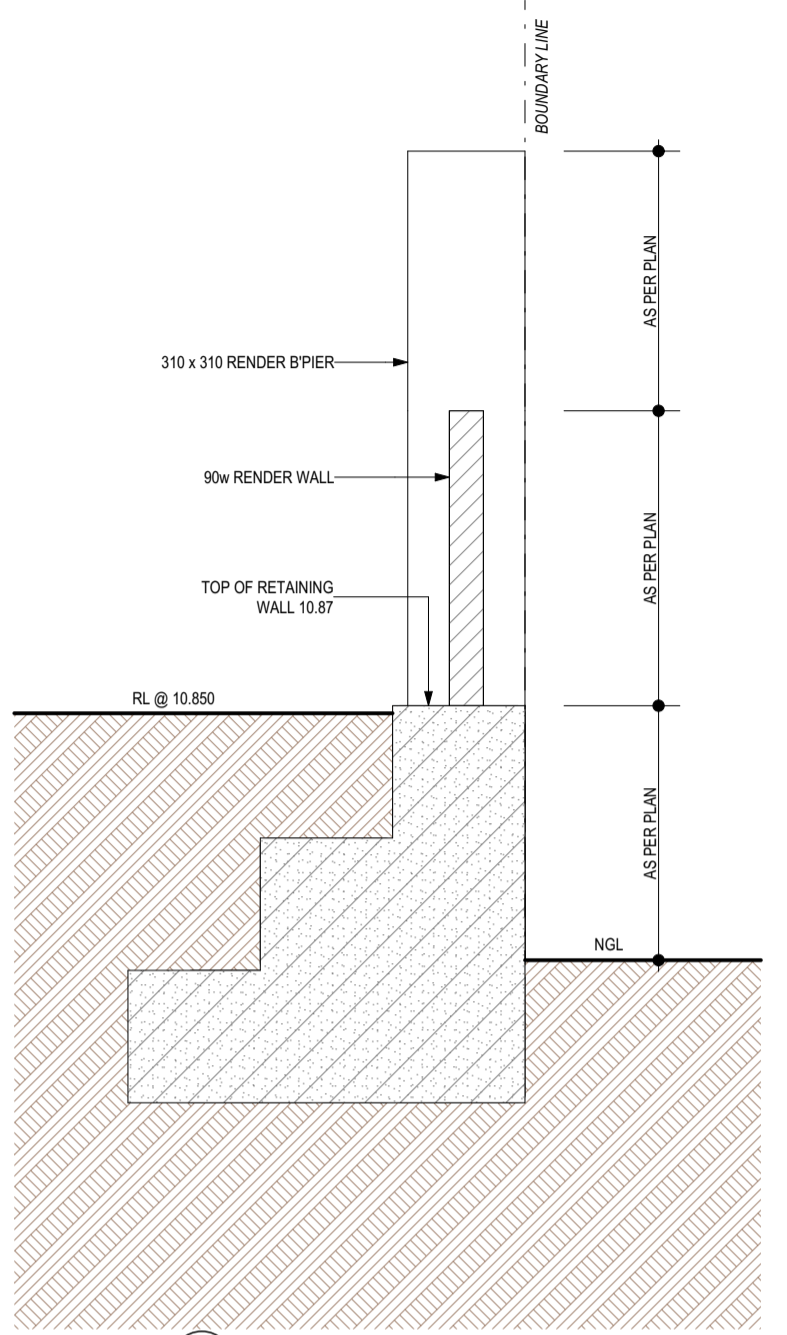 BOUNDARY LINE
AS PER PLAN
310 x 310 RENDER B'PIER
90w RENDER WALL
AS PER PLAN
TOP OF RETAINING
WALL 10.87
RL @ 10.850
AS PER PLAN
NGL